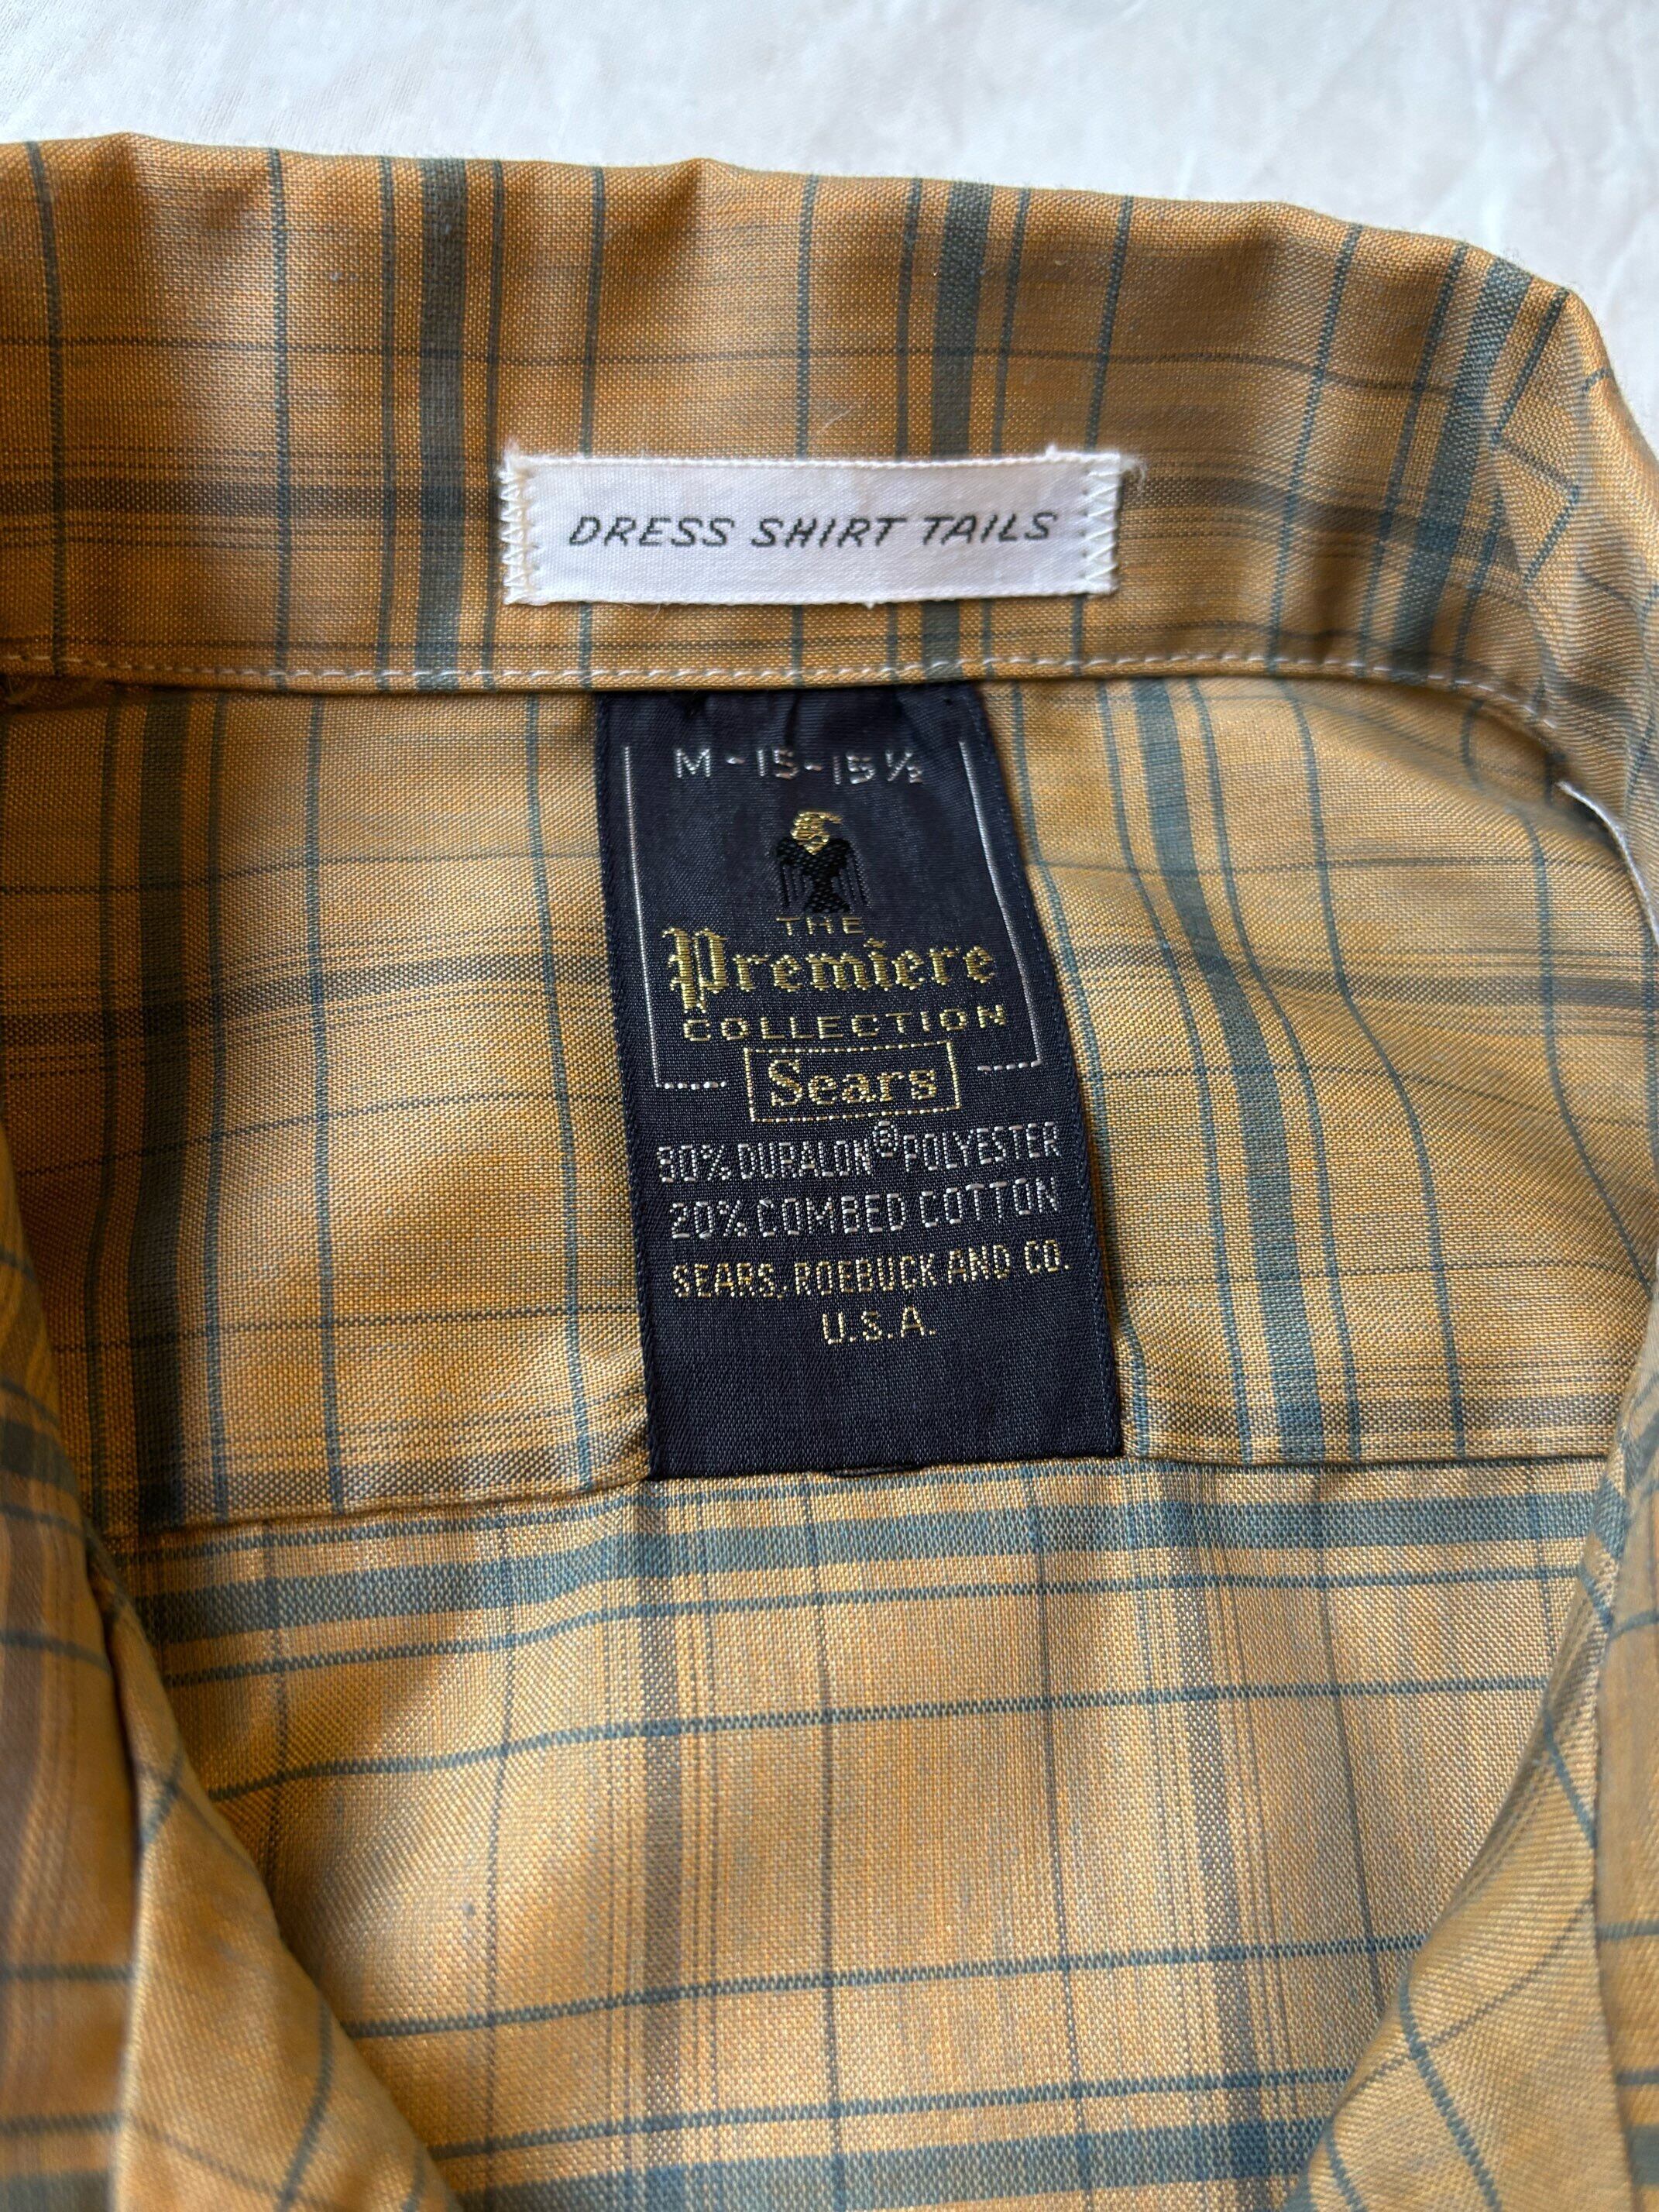 DRESS SHIRT TAILS
M-15-15½
THE
Premiere
COLLECTION
Sears
80% DURALON® POLYESTER
20% COMBED COTTON
SEARS, ROEBUCK AND CO.
U.S.A.